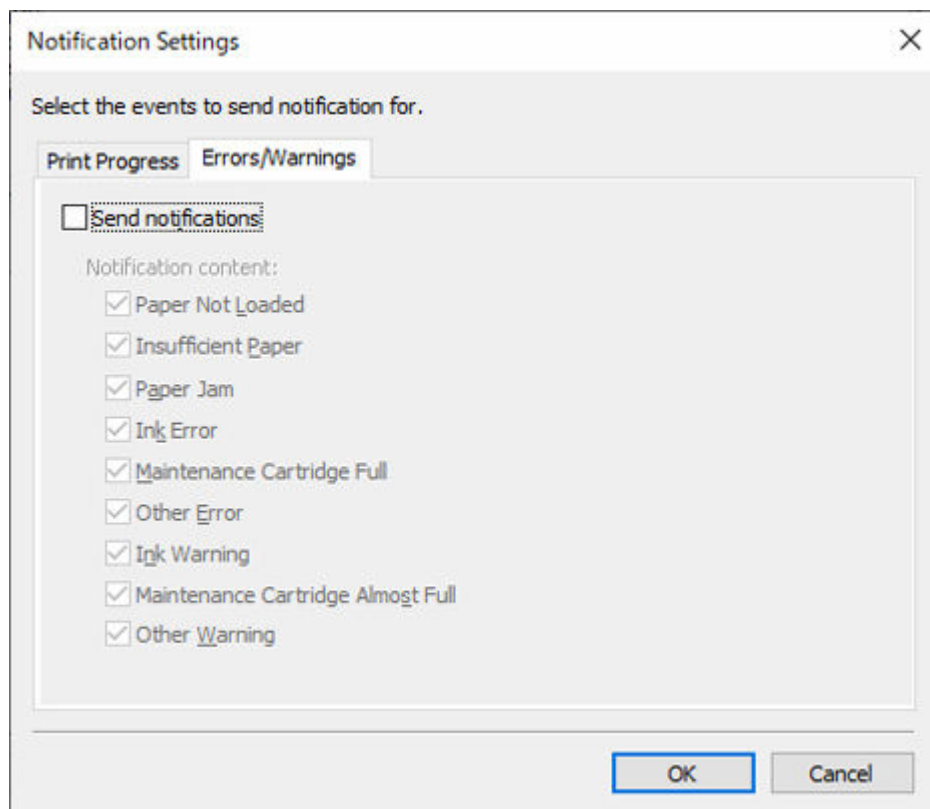 Notification Settings
Select the events to send notification for.
Print Progress Errors/Warnings
Send notifications
Notification content:
Paper Not Loaded
Insufficient Paper
Paper Jam
Ink Error
Maintenance Cartridge Full
Other Error
Ink Warning
Maintenance Cartridge Almost Full
Other Warning
OK Cancel